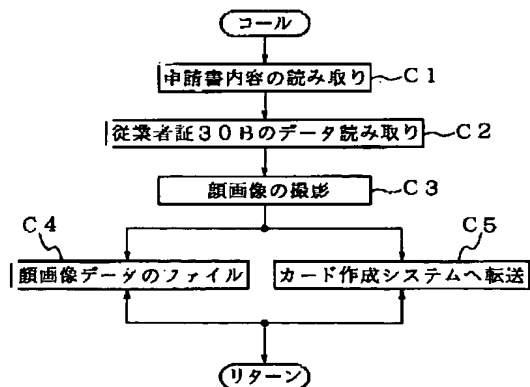 コール
申請書内容の読み取り
C1
従業者証30Bのデータ読み取り
C2
顔画像の撮影
C3
C4
C5
顔画像データのファイル
カード作成システムへ転送
リターン